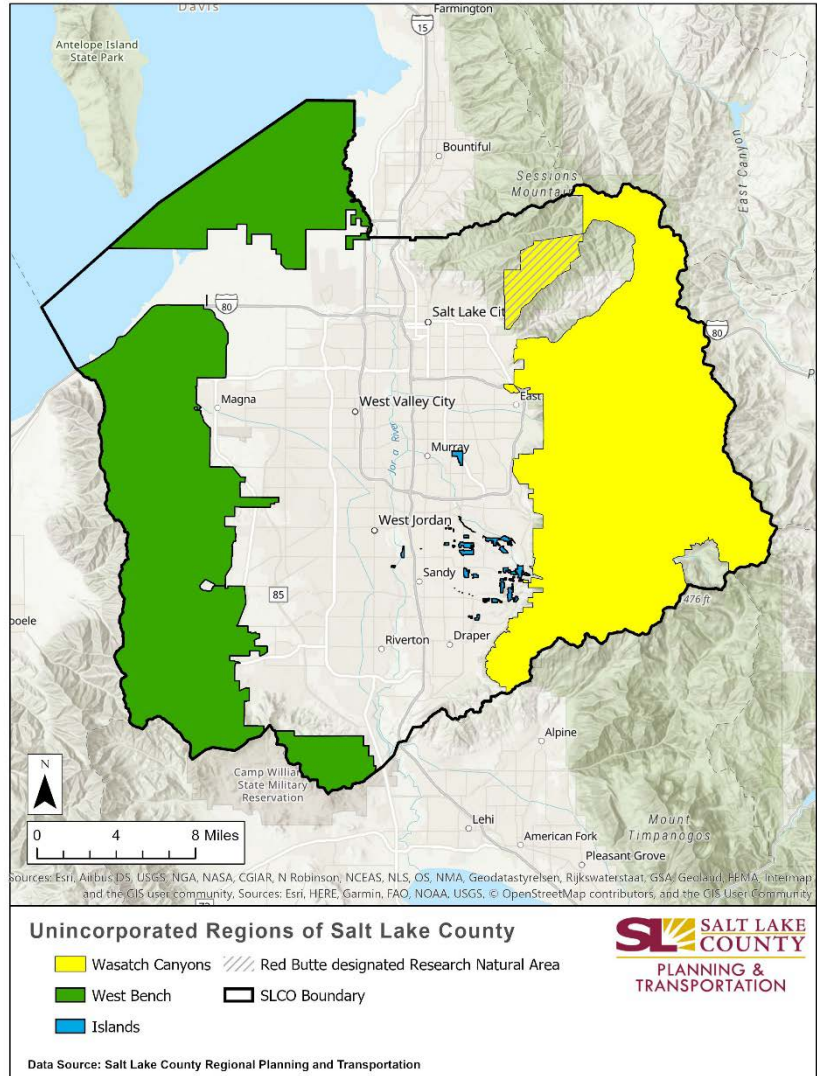 Davis
Farmington
Antelope Island
State Park
15
Bountiful
Sessions
Mountain
East Canyon
80
Salt Lake Cit
80
Magna
West Valley City
East
Murray
West Jordan
Sandy
85
476 ft
ooele
Riverton
Draper
Alpine
N
Camp William
State Military
Reservation
0 4 8 Miles
Lehi
Mount
Timpanogos
American Fork
Pleasant Grove
Sources: Esri, Airbus DS, USGS, NGA, NASA, CGIAR, N Robinson, NCEAS, NLS, OS, NMA, Geodatastyrelsen, Rijkswaterstaat, GSA, Geoland, FEMA, Intermap
and the GIS user community, Sources: Esri, HERE, Garmin, FAO, NOAA, USGS, © OpenStreetMap contributors, and the GIS User Community
Unincorporated Regions of Salt Lake County
Wasatch Canyons
Red Butte designated Research Natural Area
West Bench
SLCO Boundary
Islands
SL SALT LAKE
COUNTY
PLANNING &
TRANSPORTATION
Data Source: Salt Lake County Regional Planning and Transportation